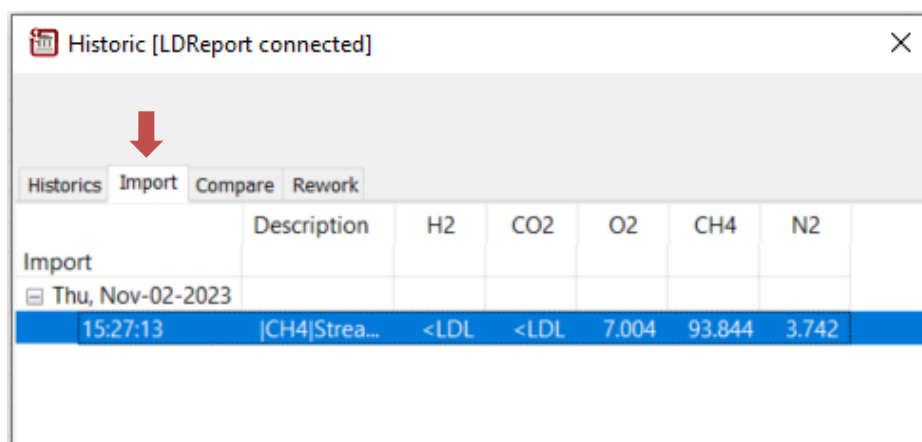 Historic [LDReport connected]
Historics Import Compare Rework
Description H2 CO2 O2 CH4 N2
Import
Thu, Nov-02-2023
15:27:13 |CH4|Strea... <LDL <LDL 7.004 93.844 3.742